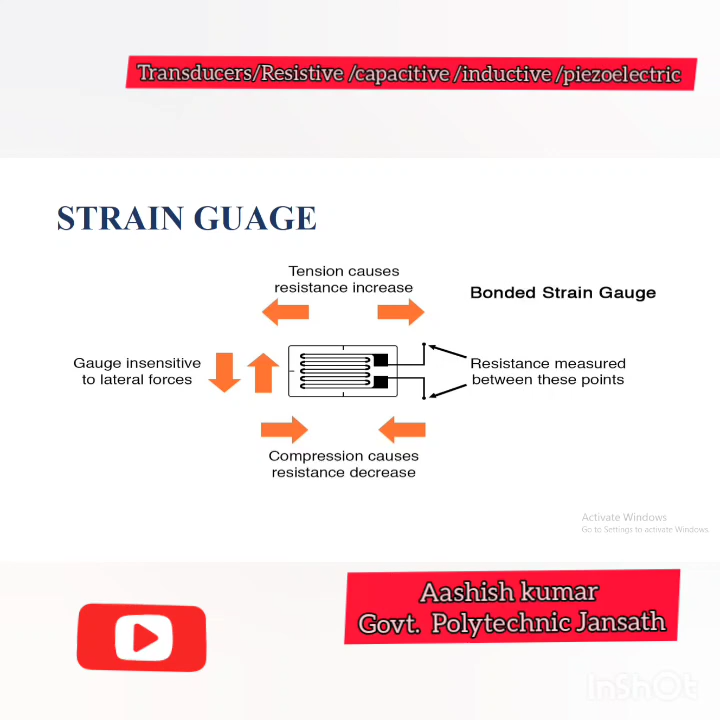 Transducers/Resistive /capacitive /inductive /piezoelectric
STRAIN GUAGE
Tension causes
resistance increase
Bonded Strain Gauge
Gauge insensitive
to lateral forces
Resistance measured
between these points
Compression causes
resistance decrease
Activate Windows
Go to Settings to activate Windows
Aashish kumar
Govt. Polytechnic Jansath
InShOt